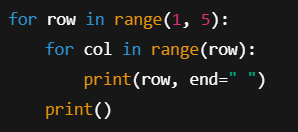 for row in range(1, 5):
    for col in range(row):
        print(row, end=" ")
    print()